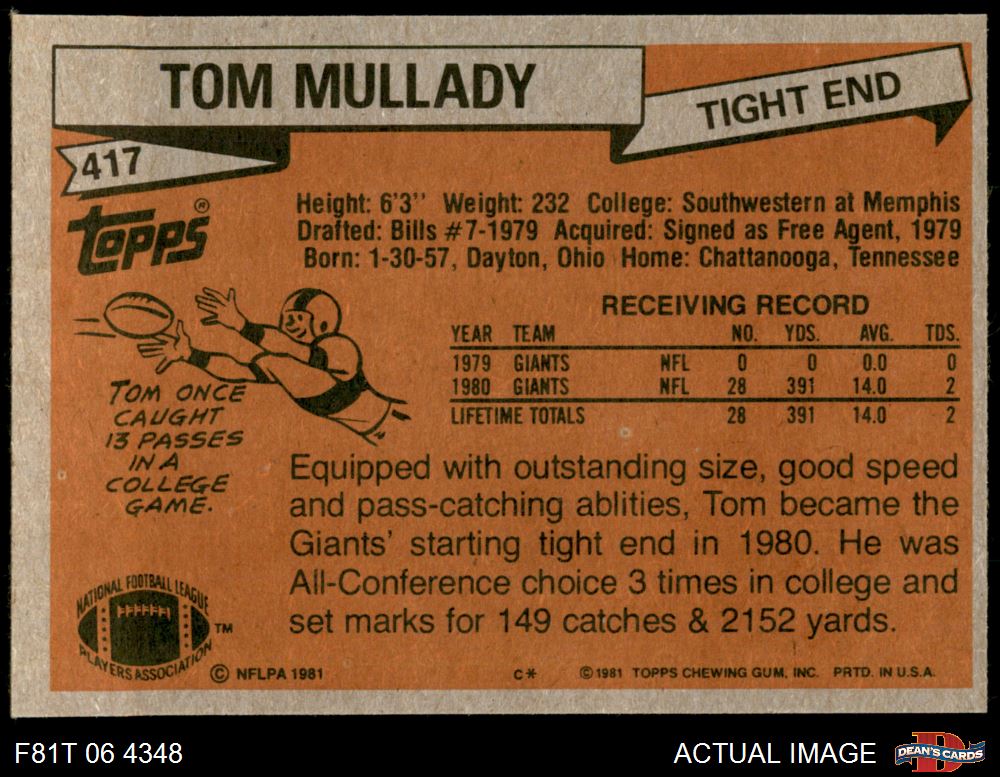 TOM MULLADY
TIGHT END
417
topps®
Height: 6'3" Weight: 232 College: Southwestern at Memphis
Drafted: Bills #7-1979 Acquired: Signed as Free Agent, 1979
Born: 1-30-57, Dayton, Ohio Home: Chattanooga, Tennessee
RECEIVING RECORD
YEAR TEAM NO. YDS. AVG. TDS.
1979 GIANTS NFL 0 0 0.0 0
1980 GIANTS NFL 28 391 14.0 2
LIFETIME TOTALS 28 391 14.0 2
TOM ONCE
CAUGHT
13 PASSES
IN A
COLLEGE
GAME.
Equipped with outstanding size, good speed
and pass-catching ablities, Tom became the
Giants' starting tight end in 1980. He was
All-Conference choice 3 times in college and
set marks for 149 catches & 2152 yards.
NATIONAL FOOTBALL LEAGUE
PLAYERS ASSOCIATION
TM
© NFLPA 1981
C*
©1981 TOPPS CHEWING GUM, INC. PRTD. IN U.S.A.
F81T 06 4348
ACTUAL IMAGE
D
DEAN'S CARDS